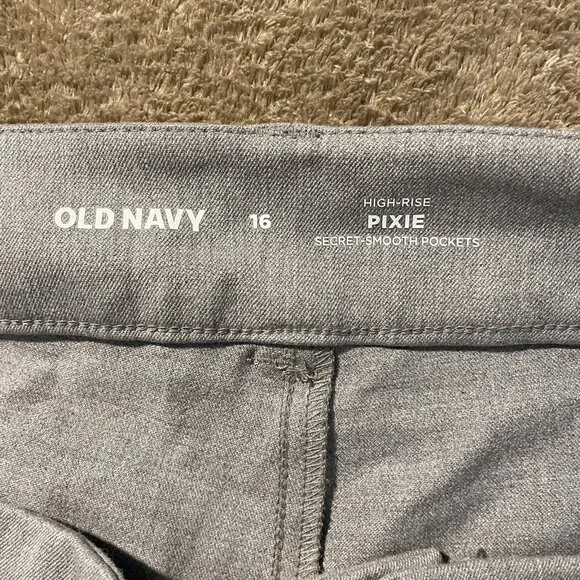 OLD NAVY
16
HIGH-RISE
PIXIE
SECRET-SMOOTH POCKETS